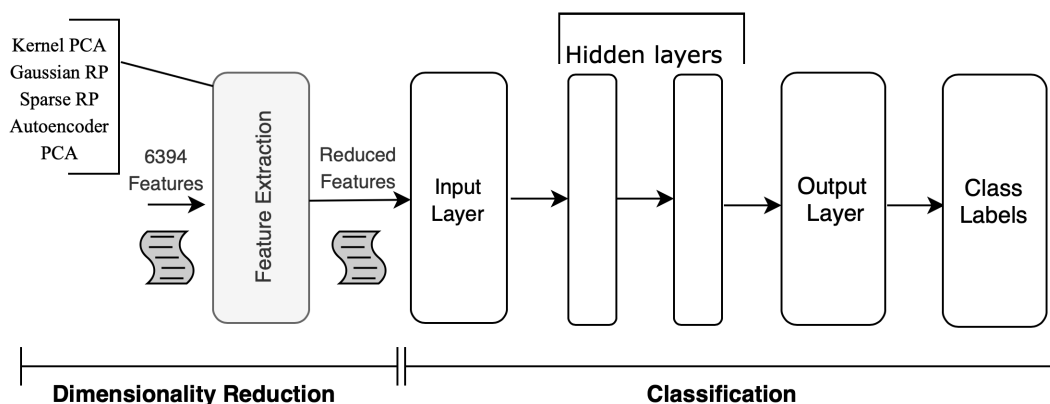 Kernel PCA
Gaussian RP
Sparse RP
Autoencoder
PCA
6394
Features
Feature Extraction
Reduced
Features
Input
Layer
Hidden layers
Output
Layer
Class
Labels
Dimensionality Reduction
Classification